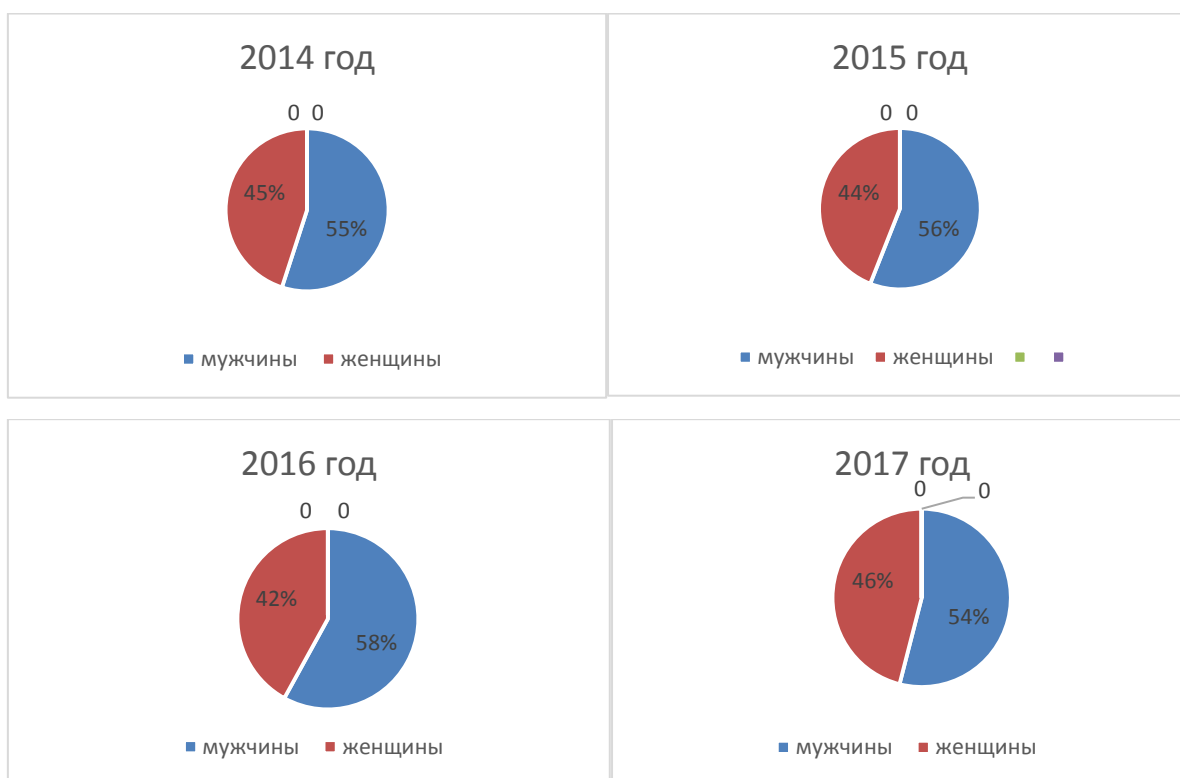 2014 год
0 0
45%
55%
мужчины женщины
2015 год
0 0
44%
56%
мужчины женщины
2016 год
0 0
42%
58%
мужчины женщины
2017 год
0 0
46%
54%
мужчины женщины